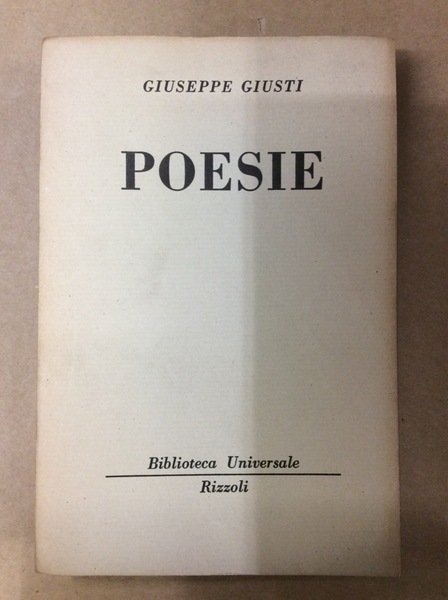 GIUSEPPE GIUSTI
POESIE
Biblioteca Universale
Rizzoli